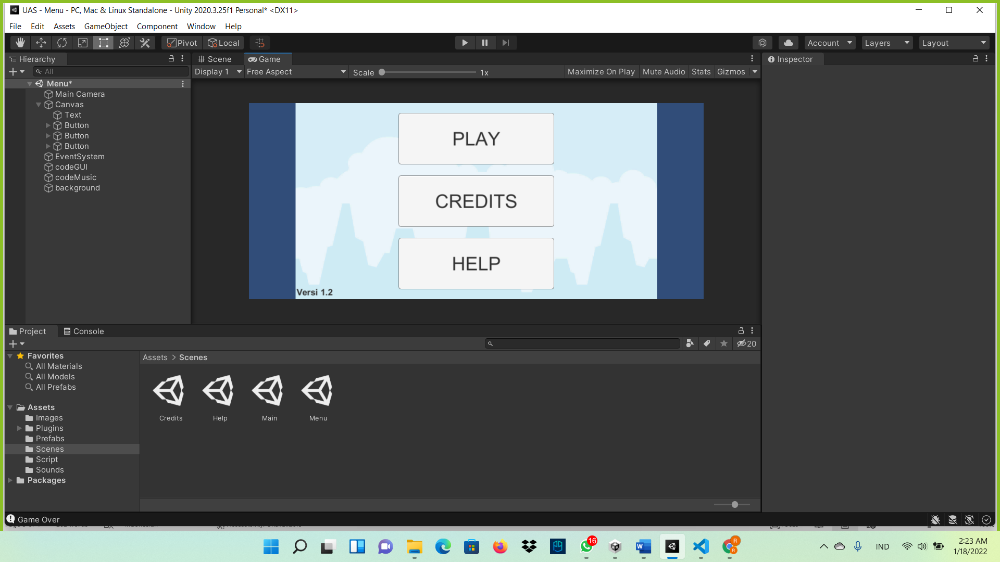 UAS - Menu - PC, Mac & Linux Standalone - Unity 2020.3.25f1 Personal* <DX11>
File Edit Assets GameObject Component Window Help
Pivot Local Account Layers Layout
Hierarchy
All
Menu*
Main Camera
Canvas
Text
Button
Button
Button
EventSystem
codeGUI
codeMusic
background
Scene Game
Display 1 Free Aspect Scale 1x Maximize On Play Mute Audio Stats Gizmos
PLAY
CREDITS
HELP
Versi 1.2
Inspector
Project Console
20
Favorites
All Materials
All Models
All Prefabs
Assets
Images
Plugins
Prefabs
Scenes
Script
Sounds
Packages
Assets > Scenes
Credits Help Main Menu
Game Over
16
R
R
IND
2:23 AM
1/18/2022